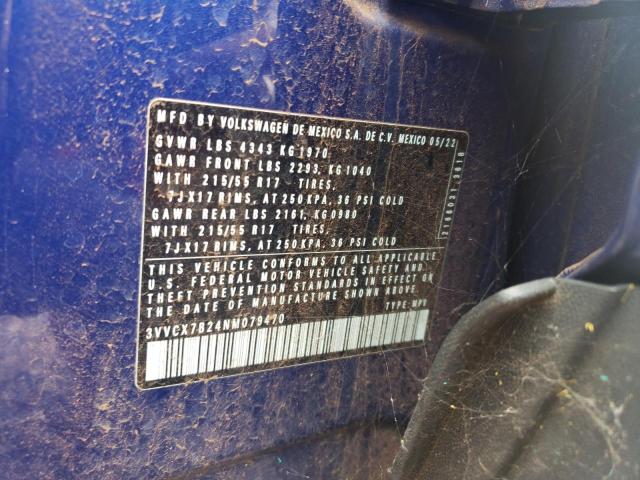 MFD BY VOLKSWAGEN DE MEXICO S.A. DE C.V. MEXICO 05/22
GVWR LBS 4343 KG 1970
GAWR FRONT LBS 2293, KG 1040
WITH 215/55 R17 TIRES,
7JX17 RIMS, AT 250 KPA, 36 PSI COLD
GAWR REAR LBS 2161, KG 0980
WITH 215/55 R17 TIRES,
7JX17 RIMS, AT 250 KPA, 36 PSI COLD
THIS VEHICLE CONFORMS TO ALL APPLICABLE
U.S. FEDERAL MOTOR VEHICLE SAFETY AND
THEFT PREVENTION STANDARDS IN EFFECT ON
THE DATE OF MANUFACTURE SHOWN ABOVE.
3VVCX7B24NM079470 TYPE: MPV